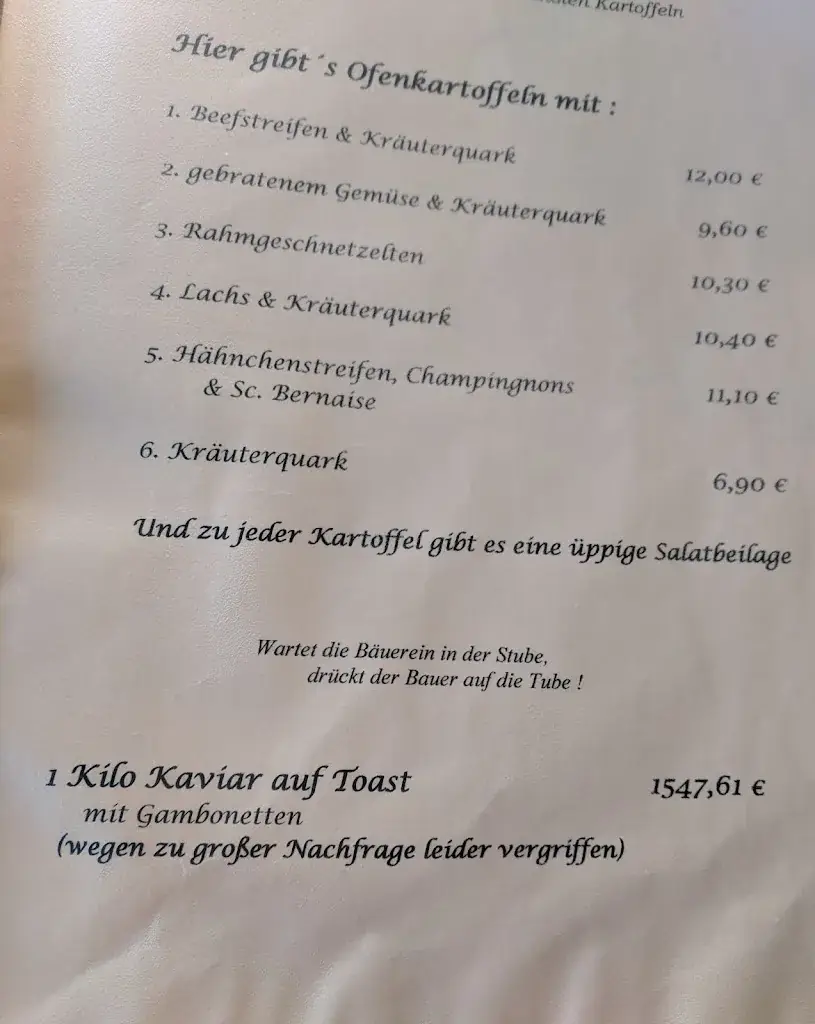 Kartoffeln
Hier gibt´s Ofenkartoffeln mit :
1. Beefstreifen & Kräuterquark 12,00 €
2. gebratenem Gemüse & Kräuterquark 9,60 €
3. Rahmgeschnetzelten 10,30 €
4. Lachs & Kräuterquark 10,40 €
5. Hähnchenstreifen, Champingnons
& Sc. Bernaise 11,10 €
6. Kräuterquark 6,90 €
Und zu jeder Kartoffel gibt es eine üppige Salatbeilage
Wartet die Bäuerein in der Stube,
drückt der Bauer auf die Tube !
1 Kilo Kaviar auf Toast 1547,61 €
mit Gambonetten
(wegen zu großer Nachfrage leider vergriffen)